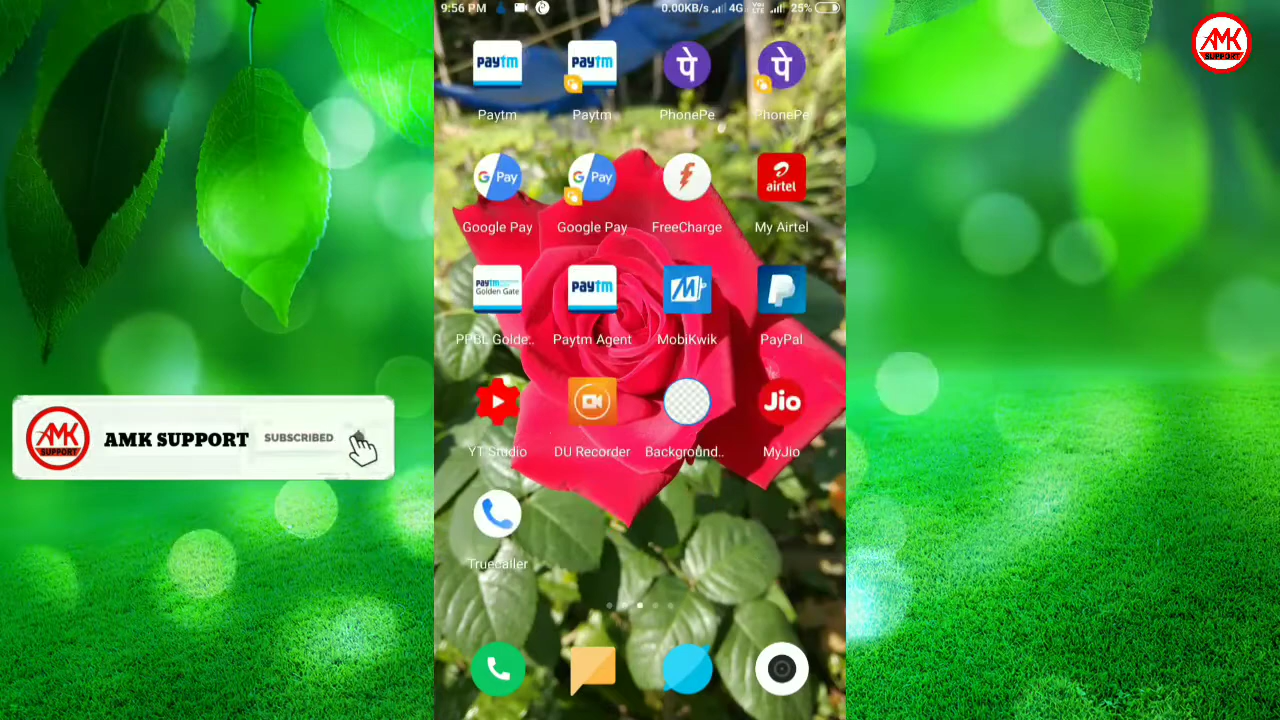 9:56 PM 0.00KB/s 4G VoLTE 25%
AMK
SUPPORT
paytm paytm पे पे
Paytm Paytm PhonePe PhonePe
G Pay G Pay airtel
Google Pay Google Pay FreeCharge My Airtel
paytm
Golden Gate
paytm
PPBL Golde.. Paytm Agent MobiKwik PayPal
Jio
YT Studio DU Recorder Background.. MyJio
AMK
SUPPORT
AMK SUPPORT SUBSCRIBED
Truecaller